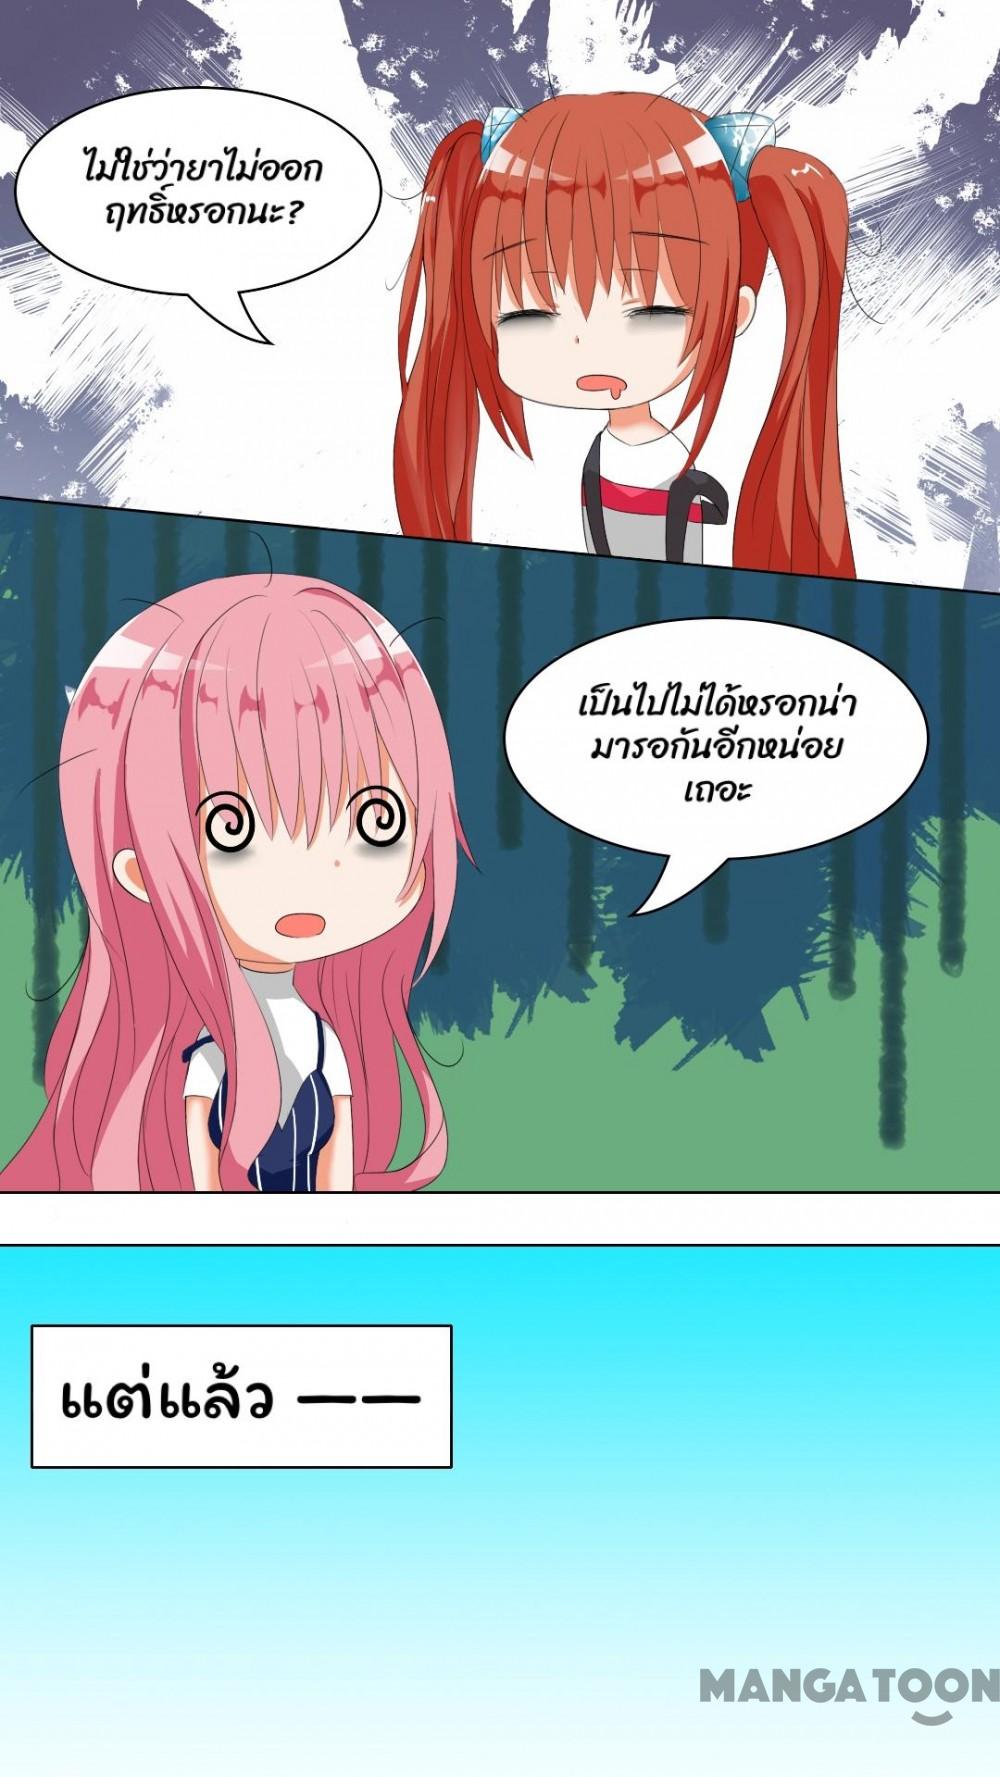 ไม่ใช่ว่ายาไม่ออก
ฤทธิ์หรอกนะ?
เป็นไปไม่ได้หรอกน่า
มารอกันอีกหน่อย
เถอะ
แต่แล้ว ——
MANGATOON